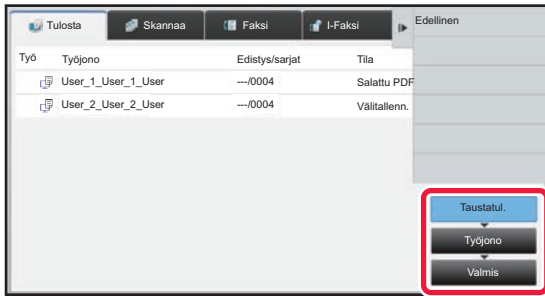 Tulosta Skannaa Faksi I-Faksi Edellinen
Työ Työjono Edistys/sarjat Tila
User_1_User_1_User ---/0004 Salattu PDF
User_2_User_2_User ---/0004 Välitallenn.
Taustatul.
Työjono
Valmis